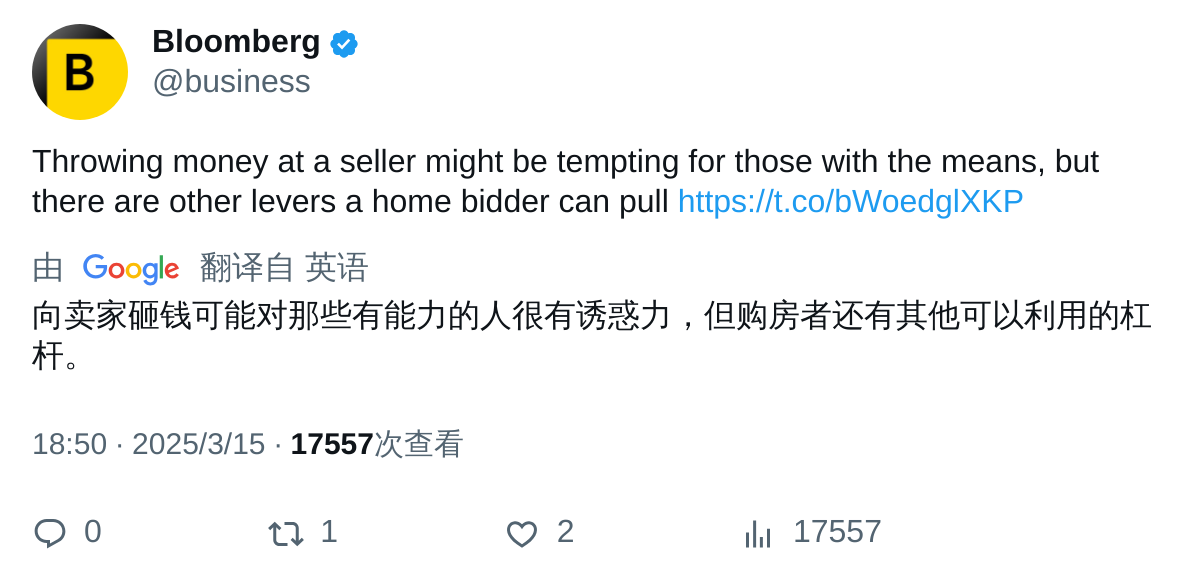 B
Bloomberg
@business
Throwing money at a seller might be tempting for those with the means, but
there are other levers a home bidder can pull https://t.co/bWoedglXKP
由 Google 翻译自 英语
向卖家砸钱可能对那些有能力的人很有诱惑力，但购房者还有其他可以利用的杠
杆。
18:50 · 2025/3/15 · 17557次查看
0 1 2 17557